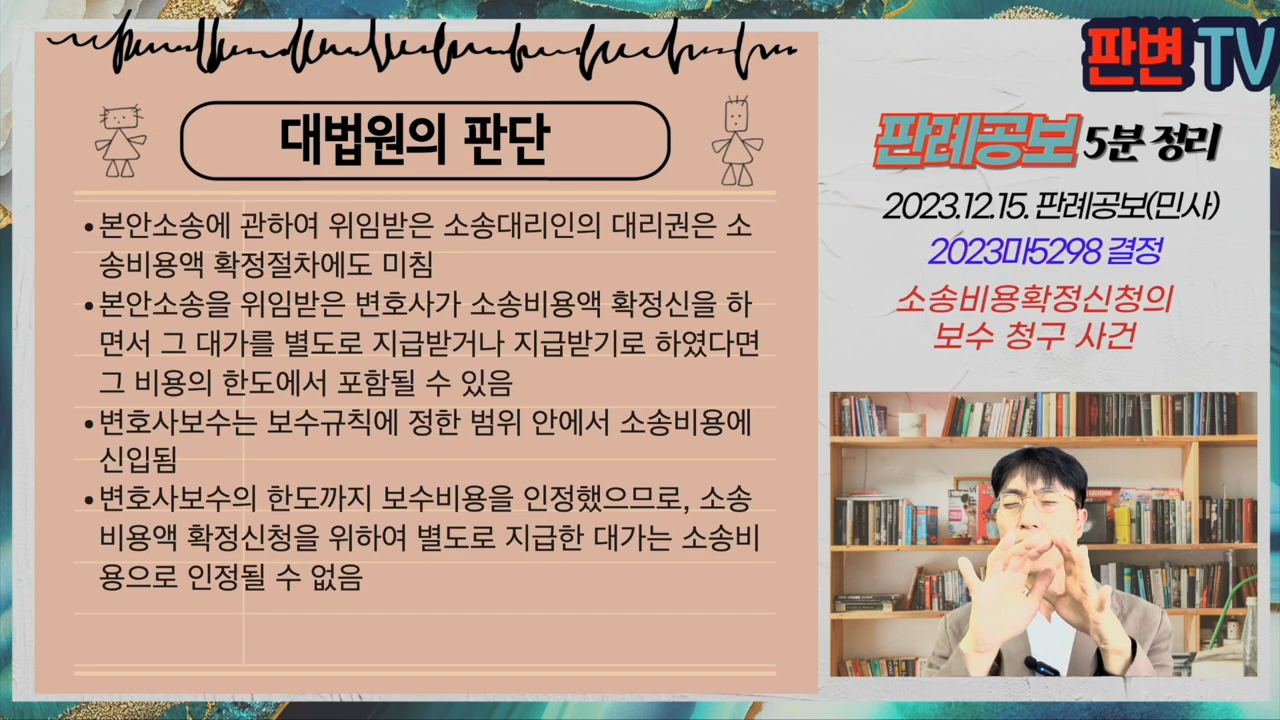 판변 TV
대법원의 판단
•본안소송에 관하여 위임받은 소송대리인의 대리권은 소
송비용액 확정절차에도 미침
•본안소송을 위임받은 변호사가 소송비용액 확정신을 하
면서 그 대가를 별도로 지급받거나 지급받기로 하였다면
그 비용의 한도에서 포함될 수 있음
•변호사보수는 보수규칙에 정한 범위 안에서 소송비용에
신입됨
•변호사보수의 한도까지 보수비용을 인정했으므로, 소송
비용액 확정신청을 위하여 별도로 지급한 대가는 소송비
용으로 인정될 수 없음
판례공보 5분 정리
2023.12.15. 판례공보(민사)
2023마5298 결정
소송비용확정신청의
보수 청구 사건